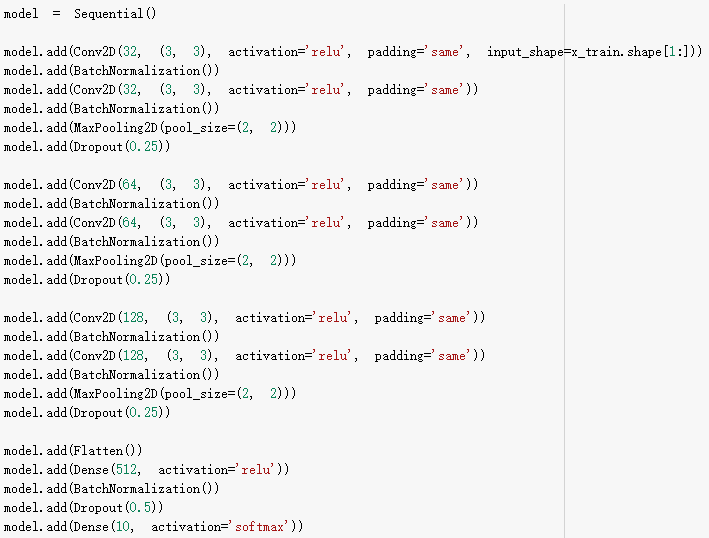 model = Sequential()
model.add(Conv2D(32, (3, 3), activation='relu', padding='same', input_shape=x_train.shape[1:]))
model.add(BatchNormalization())
model.add(Conv2D(32, (3, 3), activation='relu', padding='same'))
model.add(BatchNormalization())
model.add(MaxPooling2D(pool_size=(2, 2)))
model.add(Dropout(0.25))
model.add(Conv2D(64, (3, 3), activation='relu', padding='same'))
model.add(BatchNormalization())
model.add(Conv2D(64, (3, 3), activation='relu', padding='same'))
model.add(BatchNormalization())
model.add(MaxPooling2D(pool_size=(2, 2)))
model.add(Dropout(0.25))
model.add(Conv2D(128, (3, 3), activation='relu', padding='same'))
model.add(BatchNormalization())
model.add(Conv2D(128, (3, 3), activation='relu', padding='same'))
model.add(BatchNormalization())
model.add(MaxPooling2D(pool_size=(2, 2)))
model.add(Dropout(0.25))
model.add(Flatten())
model.add(Dense(512, activation='relu'))
model.add(BatchNormalization())
model.add(Dropout(0.5))
model.add(Dense(10, activation='softmax'))